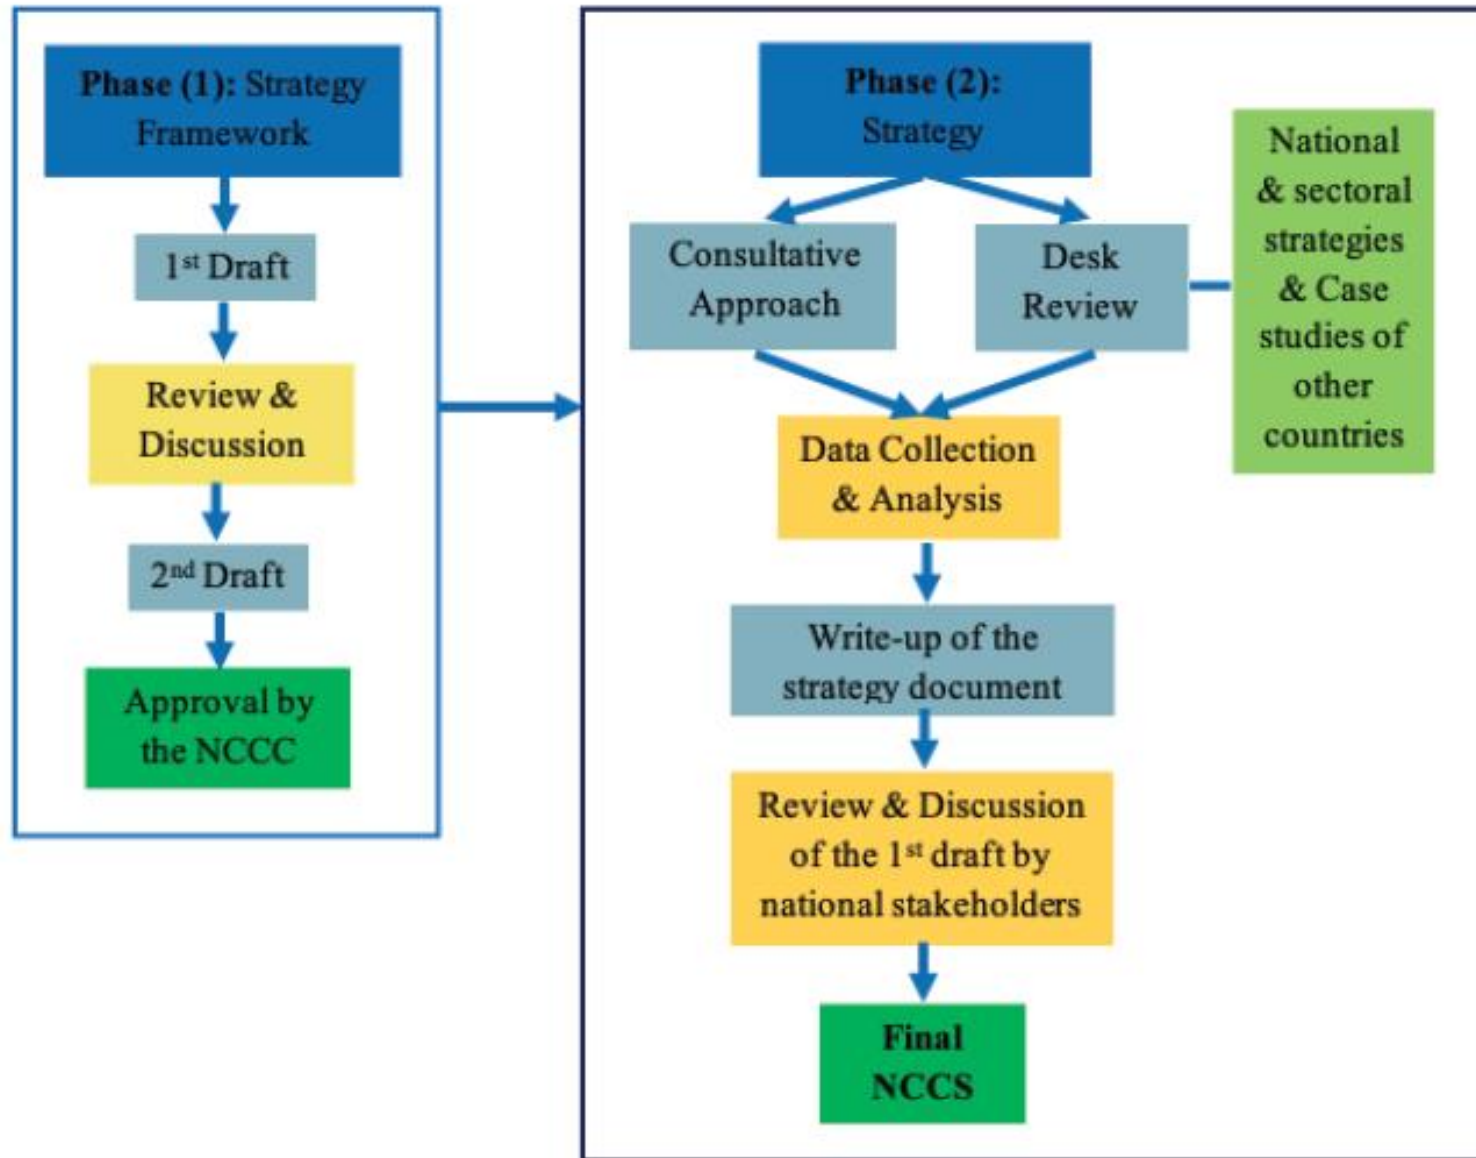 Phase (1): Strategy
Framework
1st Draft
Review &
Discussion
2nd Draft
Approval by
the NCCC
Phase (2):
Strategy
Consultative
Approach
Desk
Review
National
& sectoral
strategies
& Case
studies of
other
countries
Data Collection
& Analysis
Write-up of the
strategy document
Review & Discussion
of the 1st draft by
national stakeholders
Final
NCCS